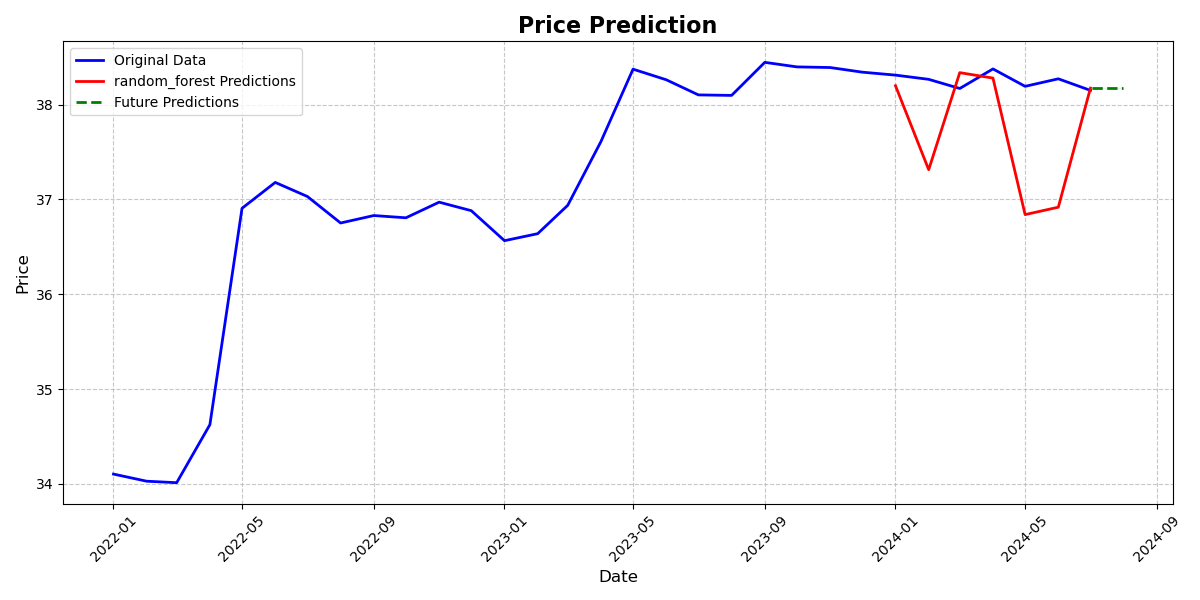 Price Prediction
Original Data
random_forest Predictions
Future Predictions
Price
38
37
36
35
34
2022-01
2022-05
2022-09
2023-01
2023-05
2023-09
2024-01
2024-05
2024-09
Date